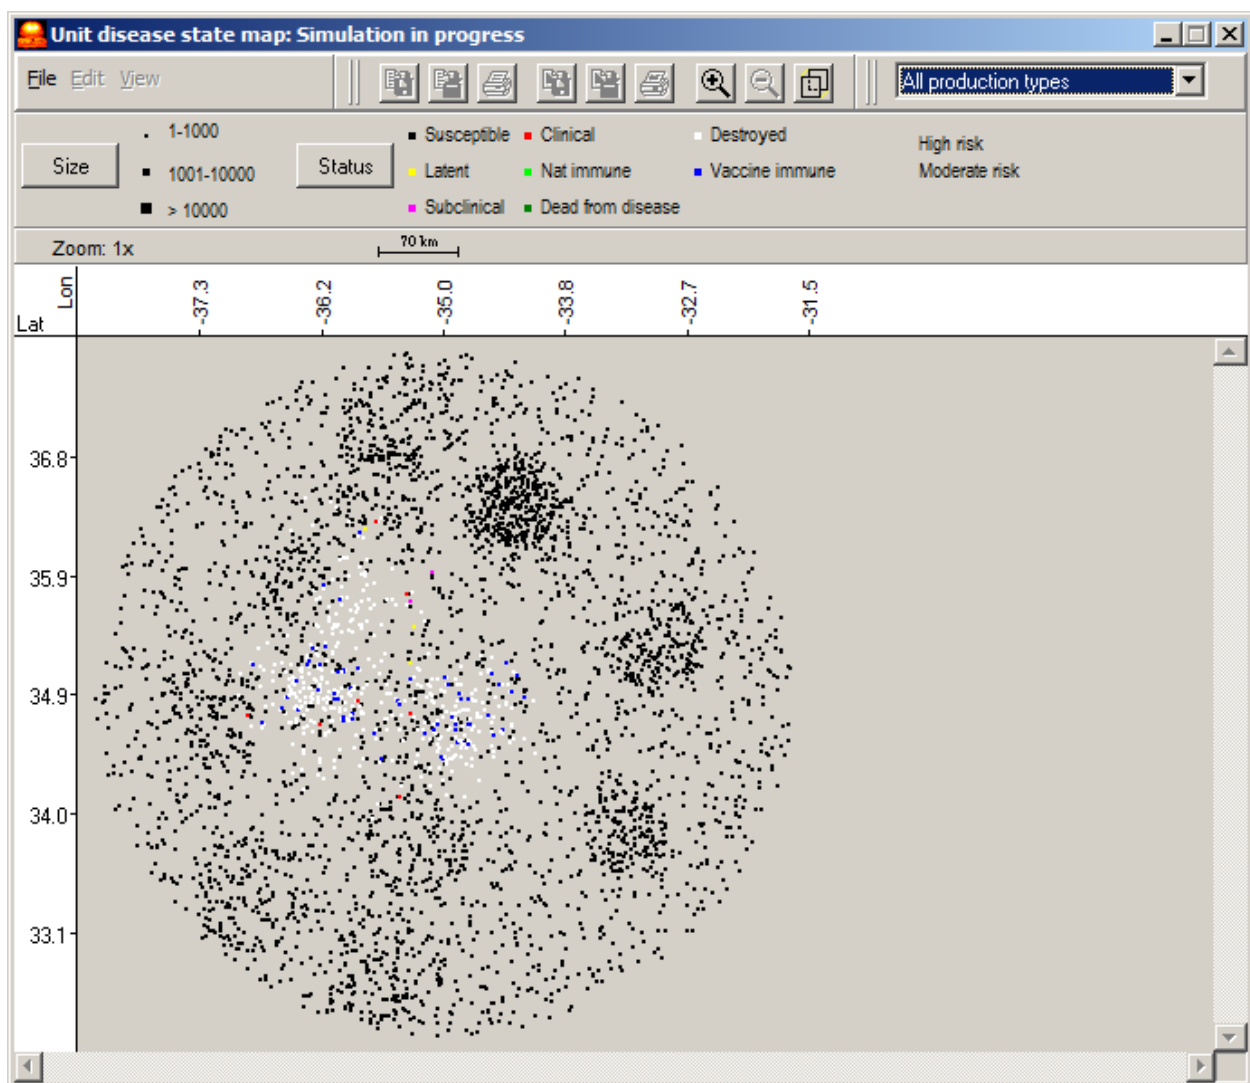 Unit disease state map: Simulation in progress
File Edit View
All production types
Size
1-1000
1001-10000
> 10000
Status
Susceptible Clinical Destroyed
Latent Nat immune Vaccine immune
Subclinical Dead from disease
High risk
Moderate risk
Zoom: 1x
70 km
Lon
Lat
-37.3
-36.2
-35.0
-33.8
-32.7
-31.5
36.8
35.9
34.9
34.0
33.1